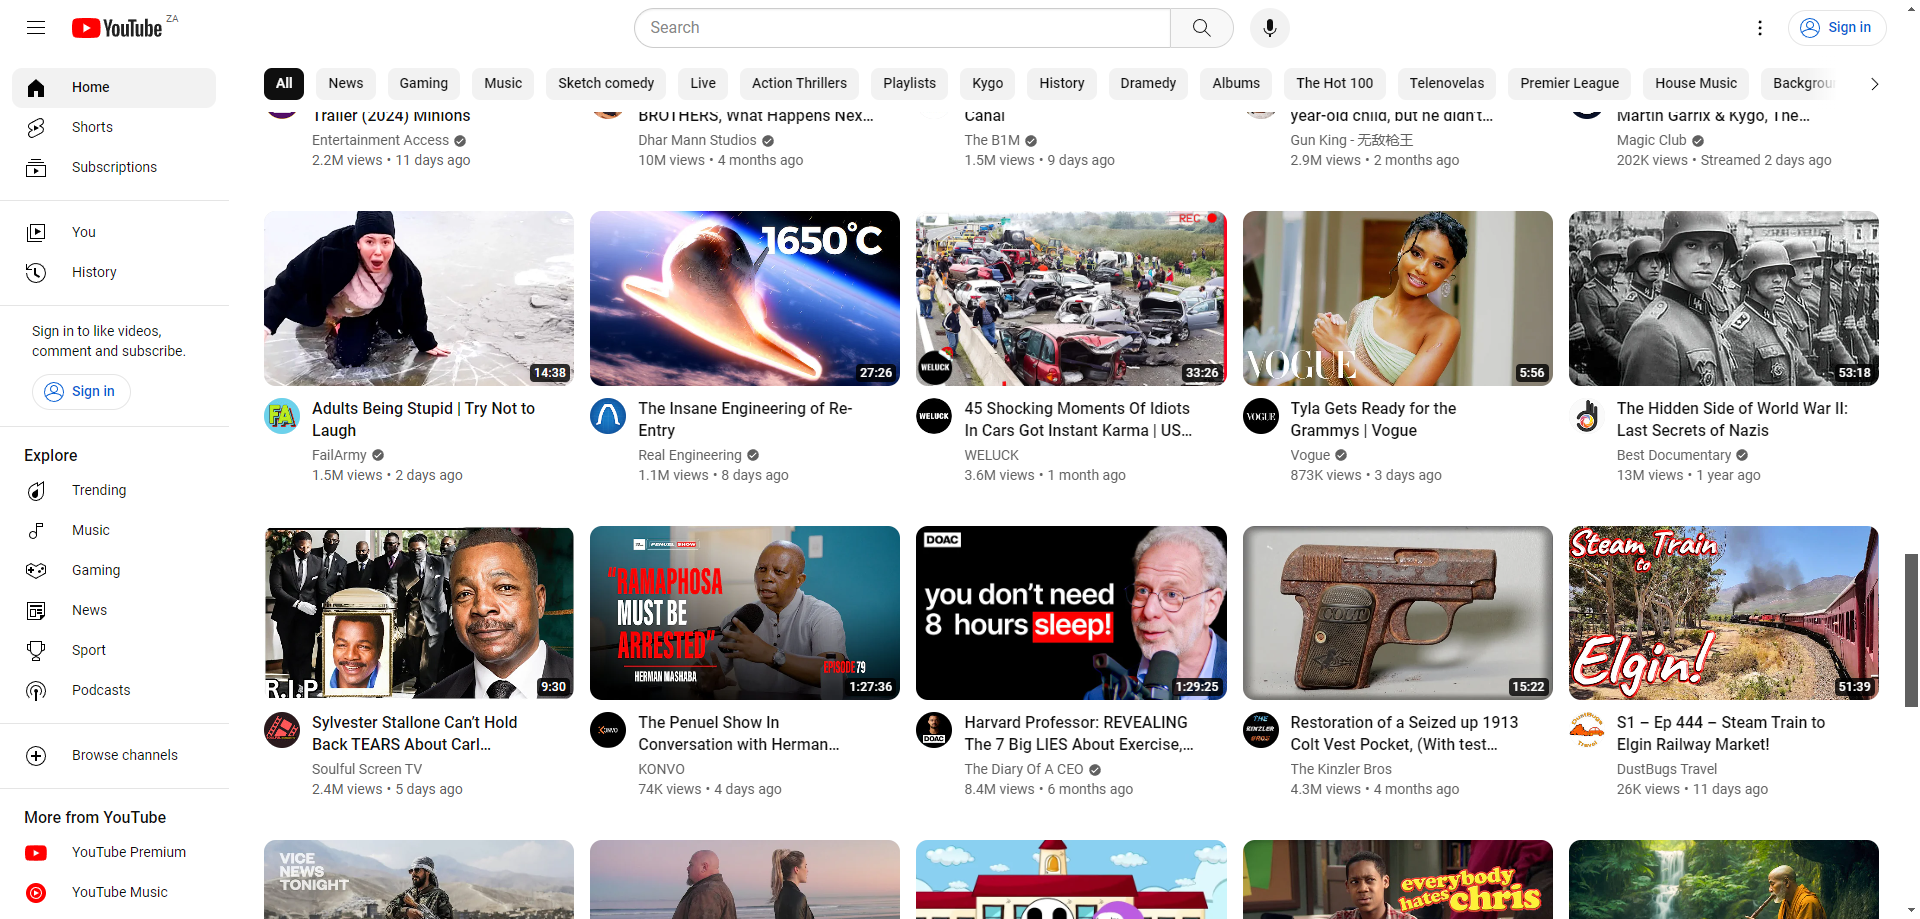 YouTube ZA
Search
Sign in
Home
Shorts
Subscriptions
You
History
Sign in to like videos,
comment and subscribe.
Sign in
Explore
Trending
Music
Gaming
News
Sport
Podcasts
Browse channels
More from YouTube
YouTube Premium
YouTube Music
All
News
Gaming
Music
Sketch comedy
Live
Action Thrillers
Playlists
Kygo
History
Dramedy
Albums
The Hot 100
Telenovelas
Premier League
House Music
Backgrou
Trailer (2024) Minions
Entertainment Access
2.2M views • 11 days ago
BROTHERS, What Happens Nex...
Dhar Mann Studios
10M views • 4 months ago
Canal
The B1M
1.5M views • 9 days ago
year-old child, but he didn't...
Gun King - 无敌枪王
2.9M views • 2 months ago
Martin Garrix & Kygo, The...
Magic Club
202K views • Streamed 2 days ago
14:38
FA
Adults Being Stupid | Try Not to
Laugh
FailArmy
1.5M views • 2 days ago
1650°C
27:26
The Insane Engineering of Re-
Entry
Real Engineering
1.1M views • 8 days ago
REC
WELUCK
33:26
WELUCK
45 Shocking Moments Of Idiots
In Cars Got Instant Karma | US...
WELUCK
3.6M views • 1 month ago
VOGUE
5:56
VOGUE
Tyla Gets Ready for the
Grammys | Vogue
Vogue
873K views • 3 days ago
53:18
The Hidden Side of World War II:
Last Secrets of Nazis
Best Documentary
13M views • 1 year ago
R.I.P
9:30
Sylvester Stallone Can't Hold
Back TEARS About Carl...
Soulful Screen TV
2.4M views • 5 days ago
PENUEL SHOW
"RAMAPHOSA
MUST BE
ARRESTED"
HERMAN MASHABA
EPISODE 79
1:27:36
KONVO
The Penuel Show In
Conversation with Herman...
KONVO
74K views • 4 days ago
DOAC
you don't need
8 hours sleep!
1:29:25
DOAC
Harvard Professor: REVEALING
The 7 Big LIES About Exercise,...
The Diary Of A CEO
8.4M views • 6 months ago
COLT
15:22
THE
KINZLER
BROS
Restoration of a Seized up 1913
Colt Vest Pocket, (With test...
The Kinzler Bros
4.3M views • 4 months ago
Steam Train
to
Elgin!
51:39
DustBugs
Travel
S1 – Ep 444 – Steam Train to
Elgin Railway Market!
DustBugs Travel
26K views • 11 days ago
VICE
NEWS
TONIGHT
everybody
hates chris